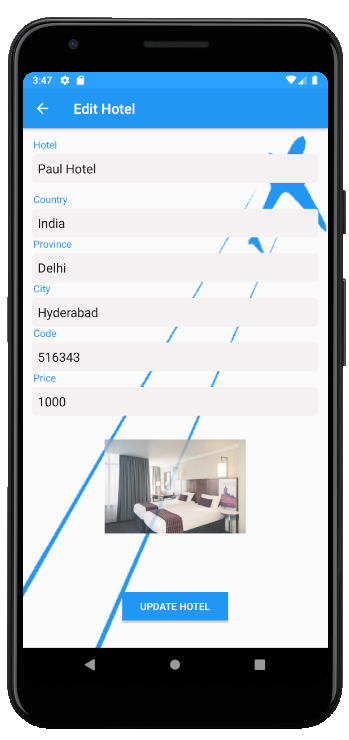 3:47
Edit Hotel
Hotel
Paul Hotel
Country
India
Province
Delhi
City
Hyderabad
Code
516343
Price
1000
UPDATE HOTEL